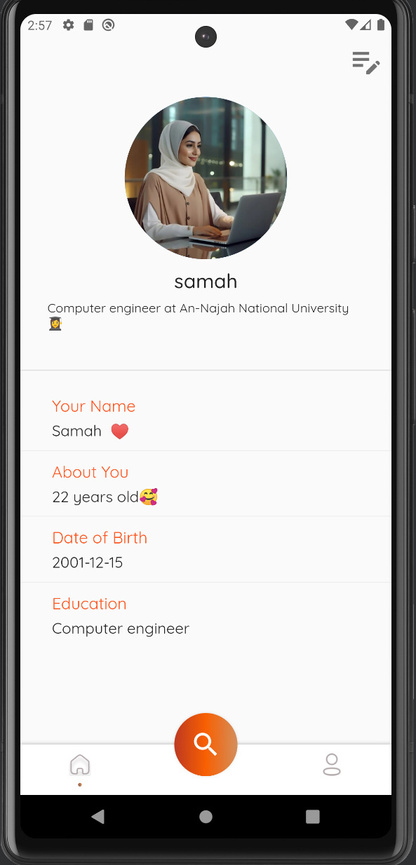 2:57
samah
Computer engineer at An-Najah National University
👩‍🎓
Your Name
Samah ♥️
About You
22 years old🥰
Date of Birth
2001-12-15
Education
Computer engineer